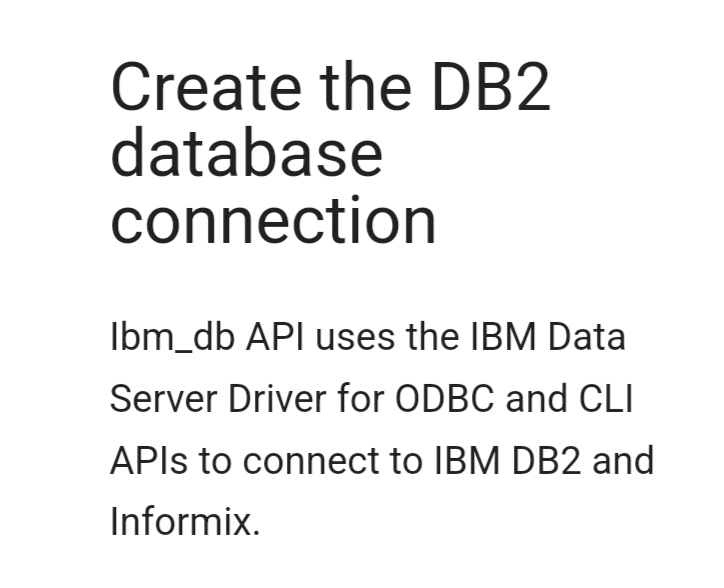 Create the DB2
database
connection
Ibm_db API uses the IBM Data
Server Driver for ODBC and CLI
APIs to connect to IBM DB2 and
Informix.